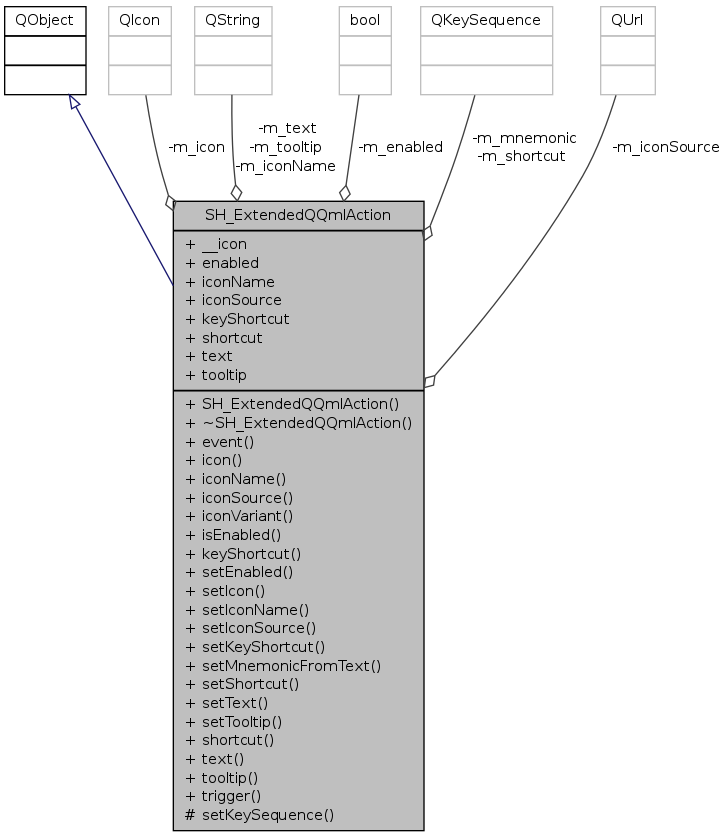 QObject
QIcon
QString
bool
QKeySequence
QUrl
-m_icon
-m_text
-m_tooltip
-m_iconName
-m_enabled
-m_mnemonic
-m_shortcut
-m_iconSource
SH_ExtendedQQmlAction
+ __icon
+ enabled
+ iconName
+ iconSource
+ keyShortcut
+ shortcut
+ text
+ tooltip
+ SH_ExtendedQQmlAction()
+ ~SH_ExtendedQQmlAction()
+ event()
+ icon()
+ iconName()
+ iconSource()
+ iconVariant()
+ isEnabled()
+ keyShortcut()
+ setEnabled()
+ setIcon()
+ setIconName()
+ setIconSource()
+ setKeyShortcut()
+ setMnemonicFromText()
+ setShortcut()
+ setText()
+ setTooltip()
+ shortcut()
+ text()
+ tooltip()
+ trigger()
# setKeySequence()